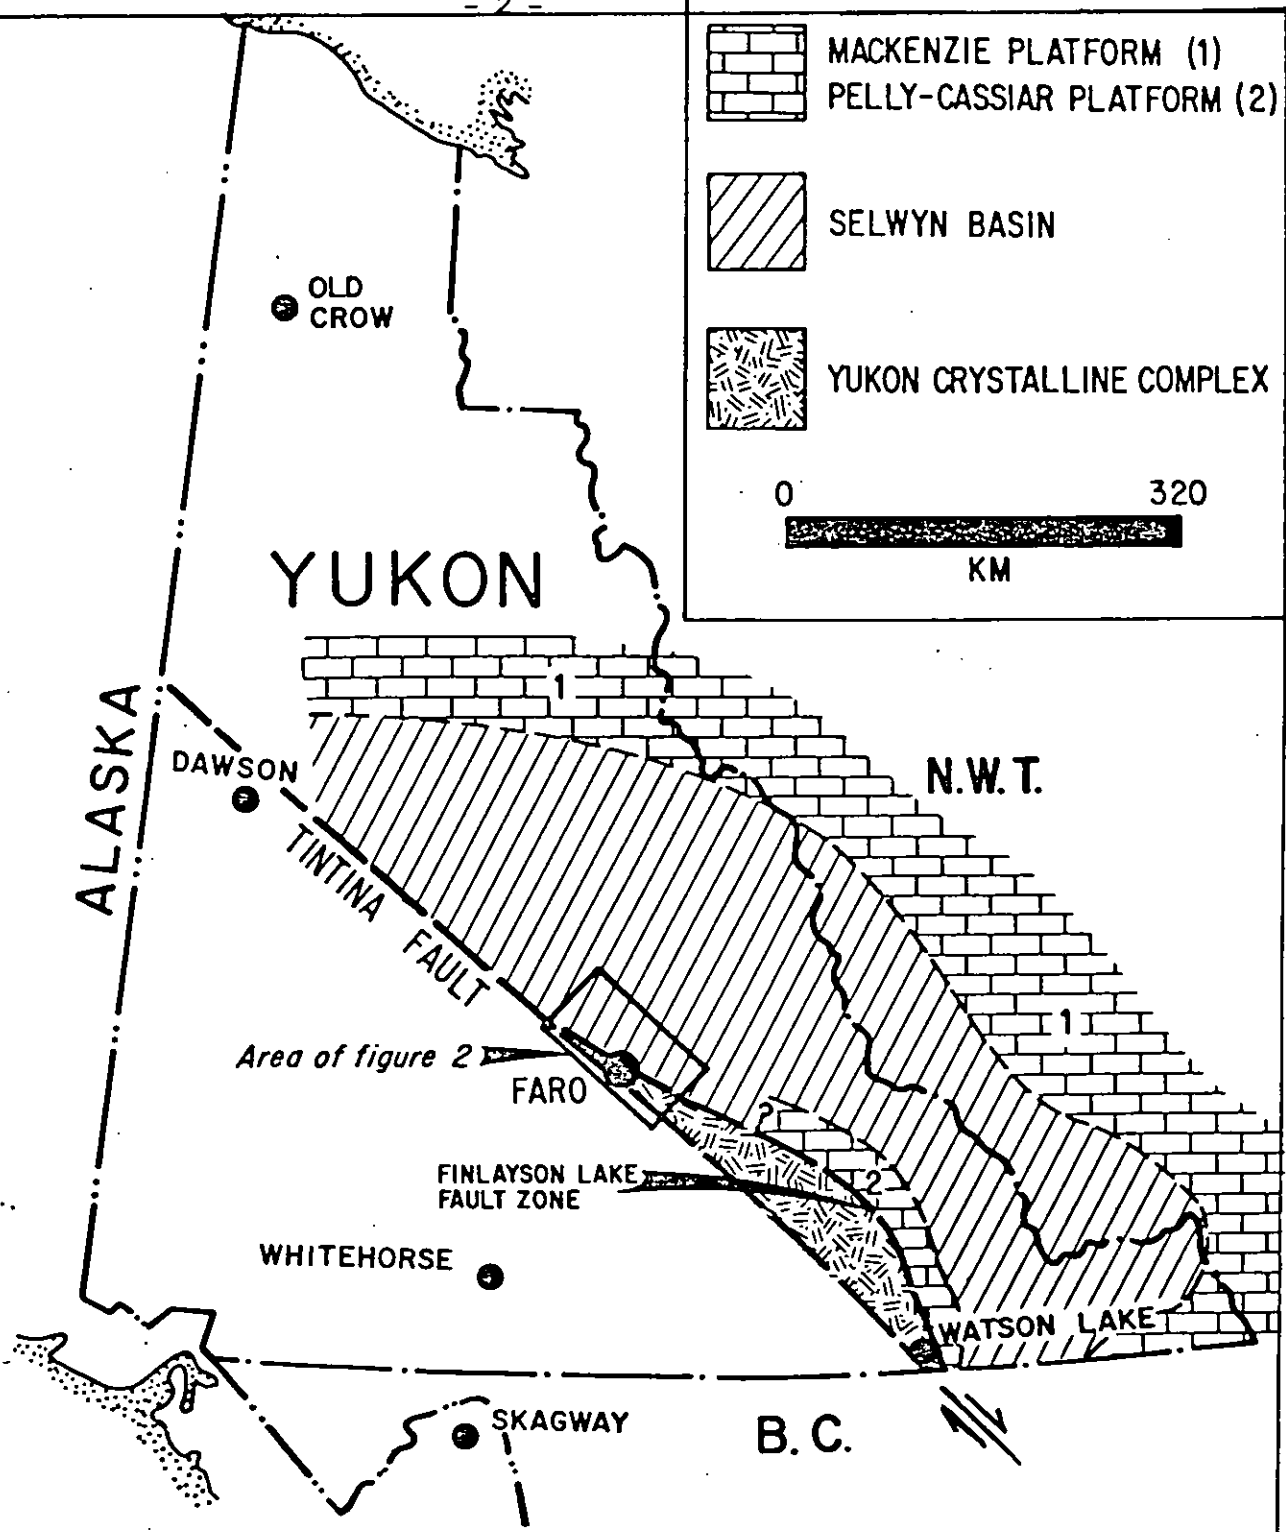 - 2 -
MACKENZIE PLATFORM (1)
PELLY-CASSIAR PLATFORM (2)
SELWYN BASIN
YUKON CRYSTALLINE COMPLEX
0 320
KM
OLD
CROW
YUKON
ALASKA
1
DAWSON
N.W.T.
TINTINA FAULT
1
Area of figure 2
FARO
?
2
FINLAYSON LAKE
FAULT ZONE
WHITEHORSE
WATSON LAKE
SKAGWAY
B.C.